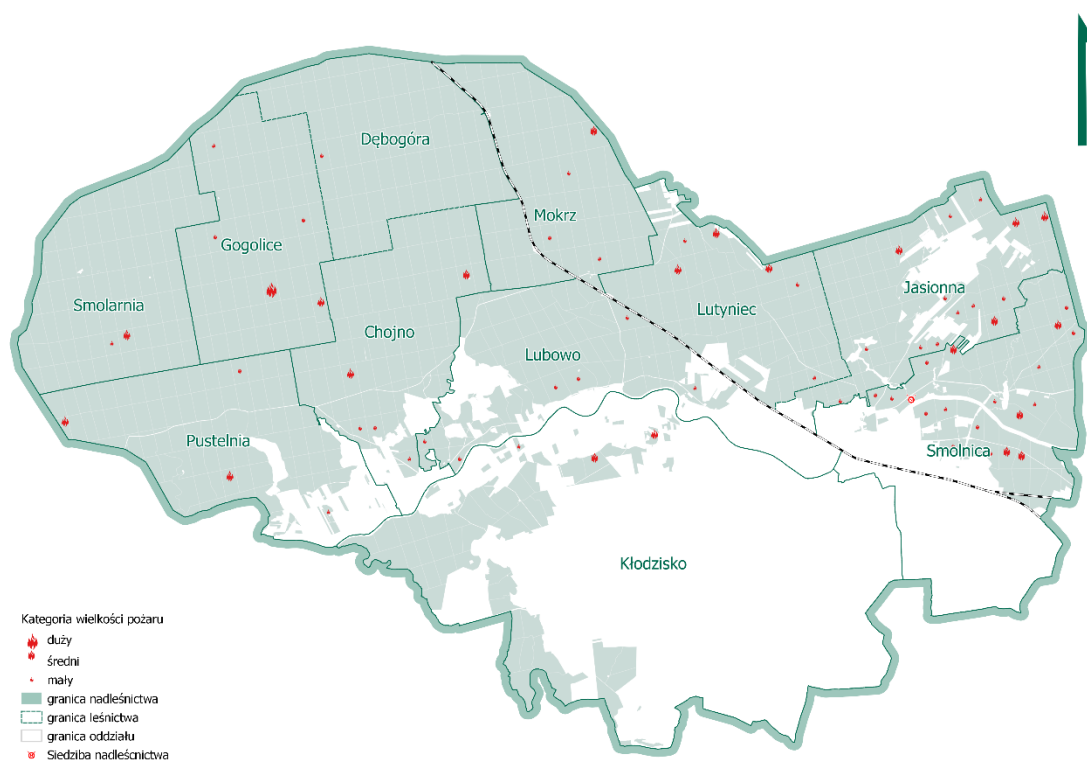 Dębogóra
Mokrz
Gogolice
Smolarnia
Jasionna
Lutyniec
Chojno
Lubowo
Pustelnia
Smolnica
Kłodzisko
Kategoria wielkości pożaru
duży
średni
mały
granica nadleśnictwa
granica leśnictwa
granica oddziału
Siedziba nadleścnictwa